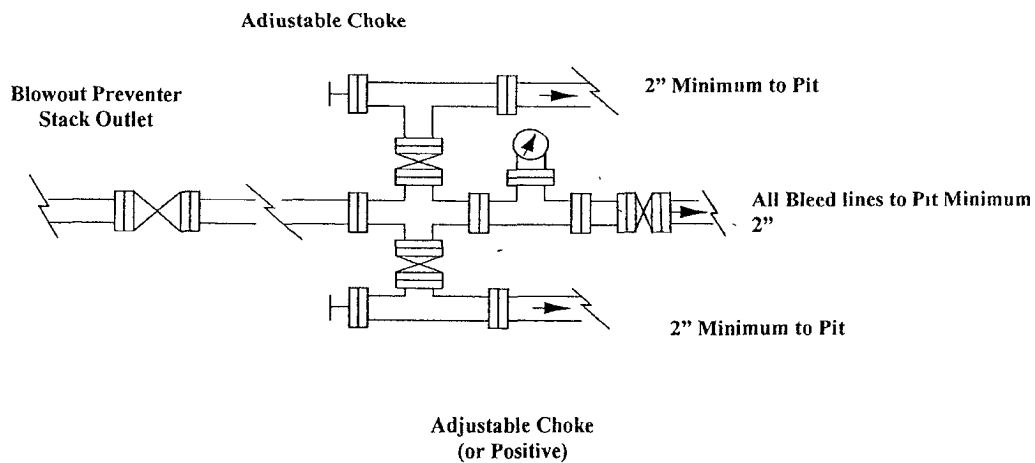 Adiustable Choke
Blowout Preventer
Stack Outlet
2” Minimum to Pit
All Bleed lines to Pit Minimum
2”
2” Minimum to Pit
Adjustable Choke
(or Positive)